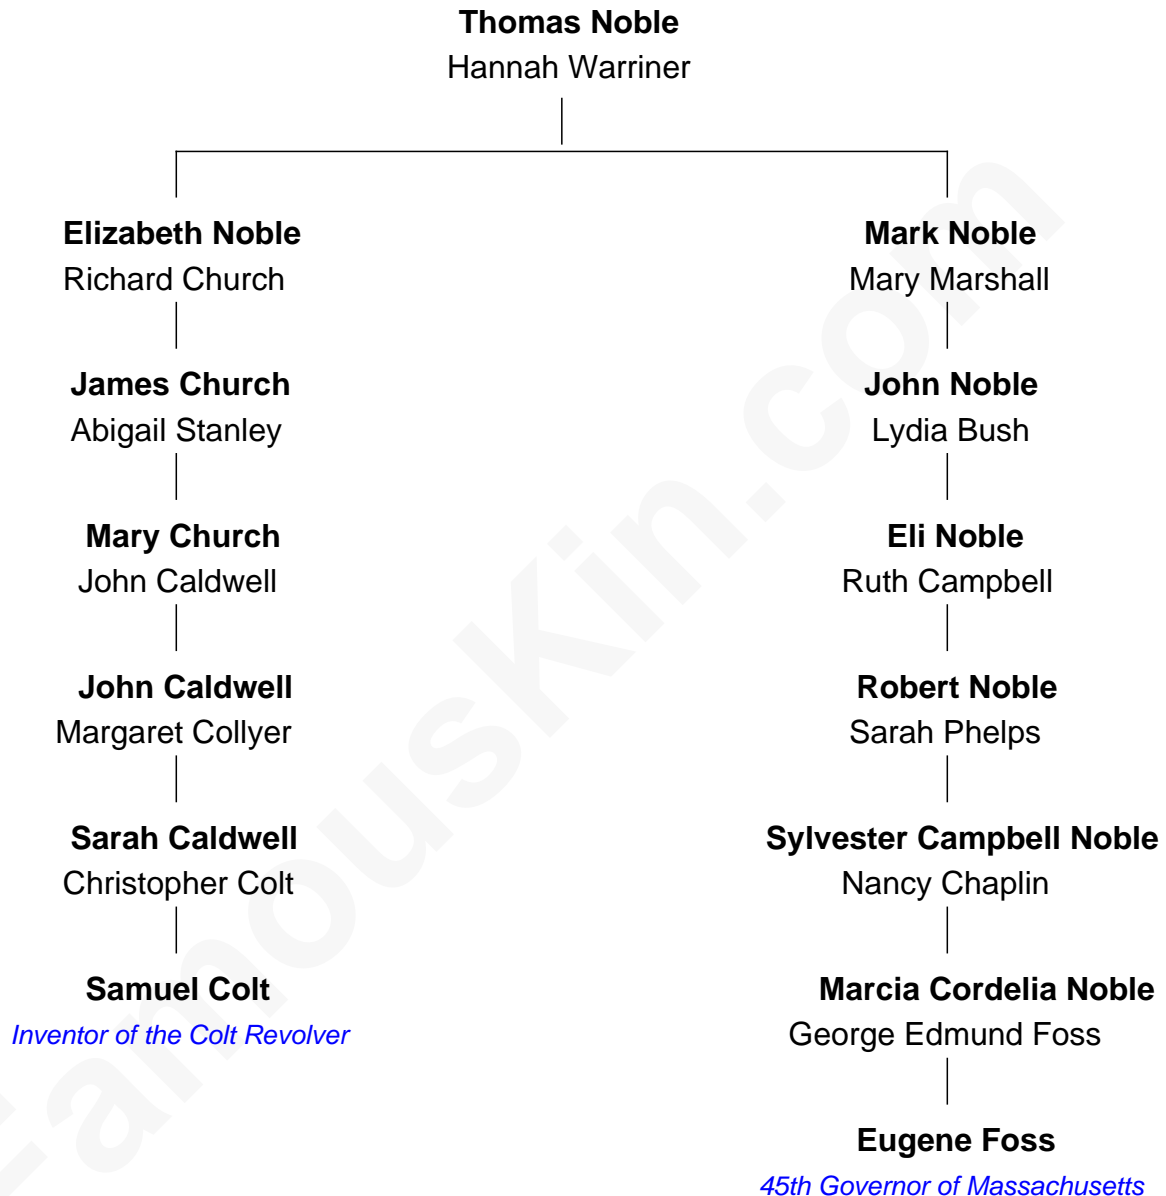 Thomas Noble
Hannah Warriner
Elizabeth Noble
Richard Church
Mark Noble
Mary Marshall
James Church
Abigail Stanley
John Noble
Lydia Bush
Mary Church
John Caldwell
Eli Noble
Ruth Campbell
John Caldwell
Margaret Collyer
Robert Noble
Sarah Phelps
Sarah Caldwell
Christopher Colt
Sylvester Campbell Noble
Nancy Chaplin
Samuel Colt
Inventor of the Colt Revolver
Marcia Cordelia Noble
George Edmund Foss
Eugene Foss
45th Governor of Massachusetts
FamousKin.com